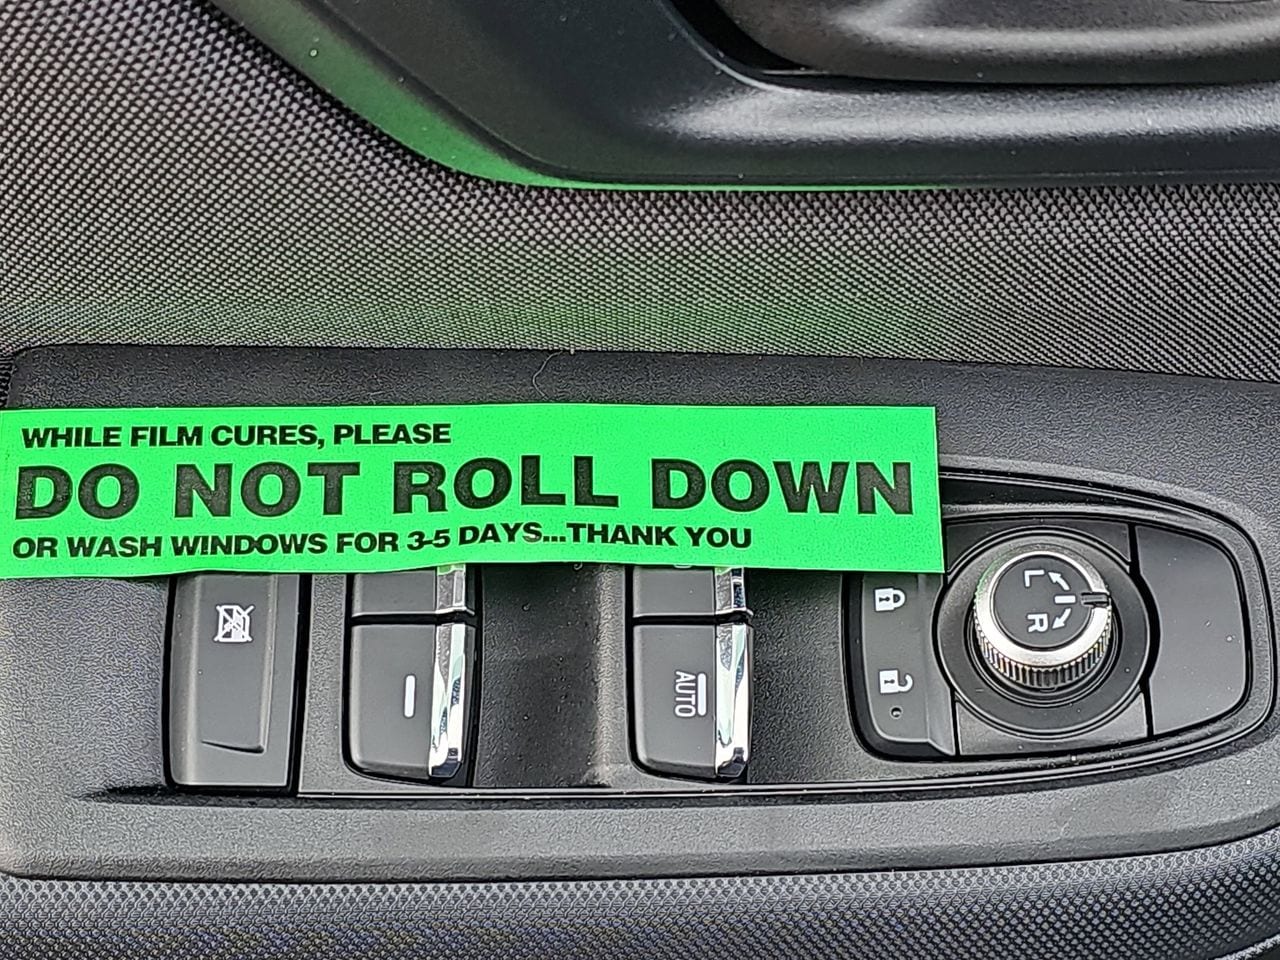 WHILE FILM CURES, PLEASE
DO NOT ROLL DOWN
OR WASH WINDOWS FOR 3-5 DAYS...THANK YOU
AUTO
L
R